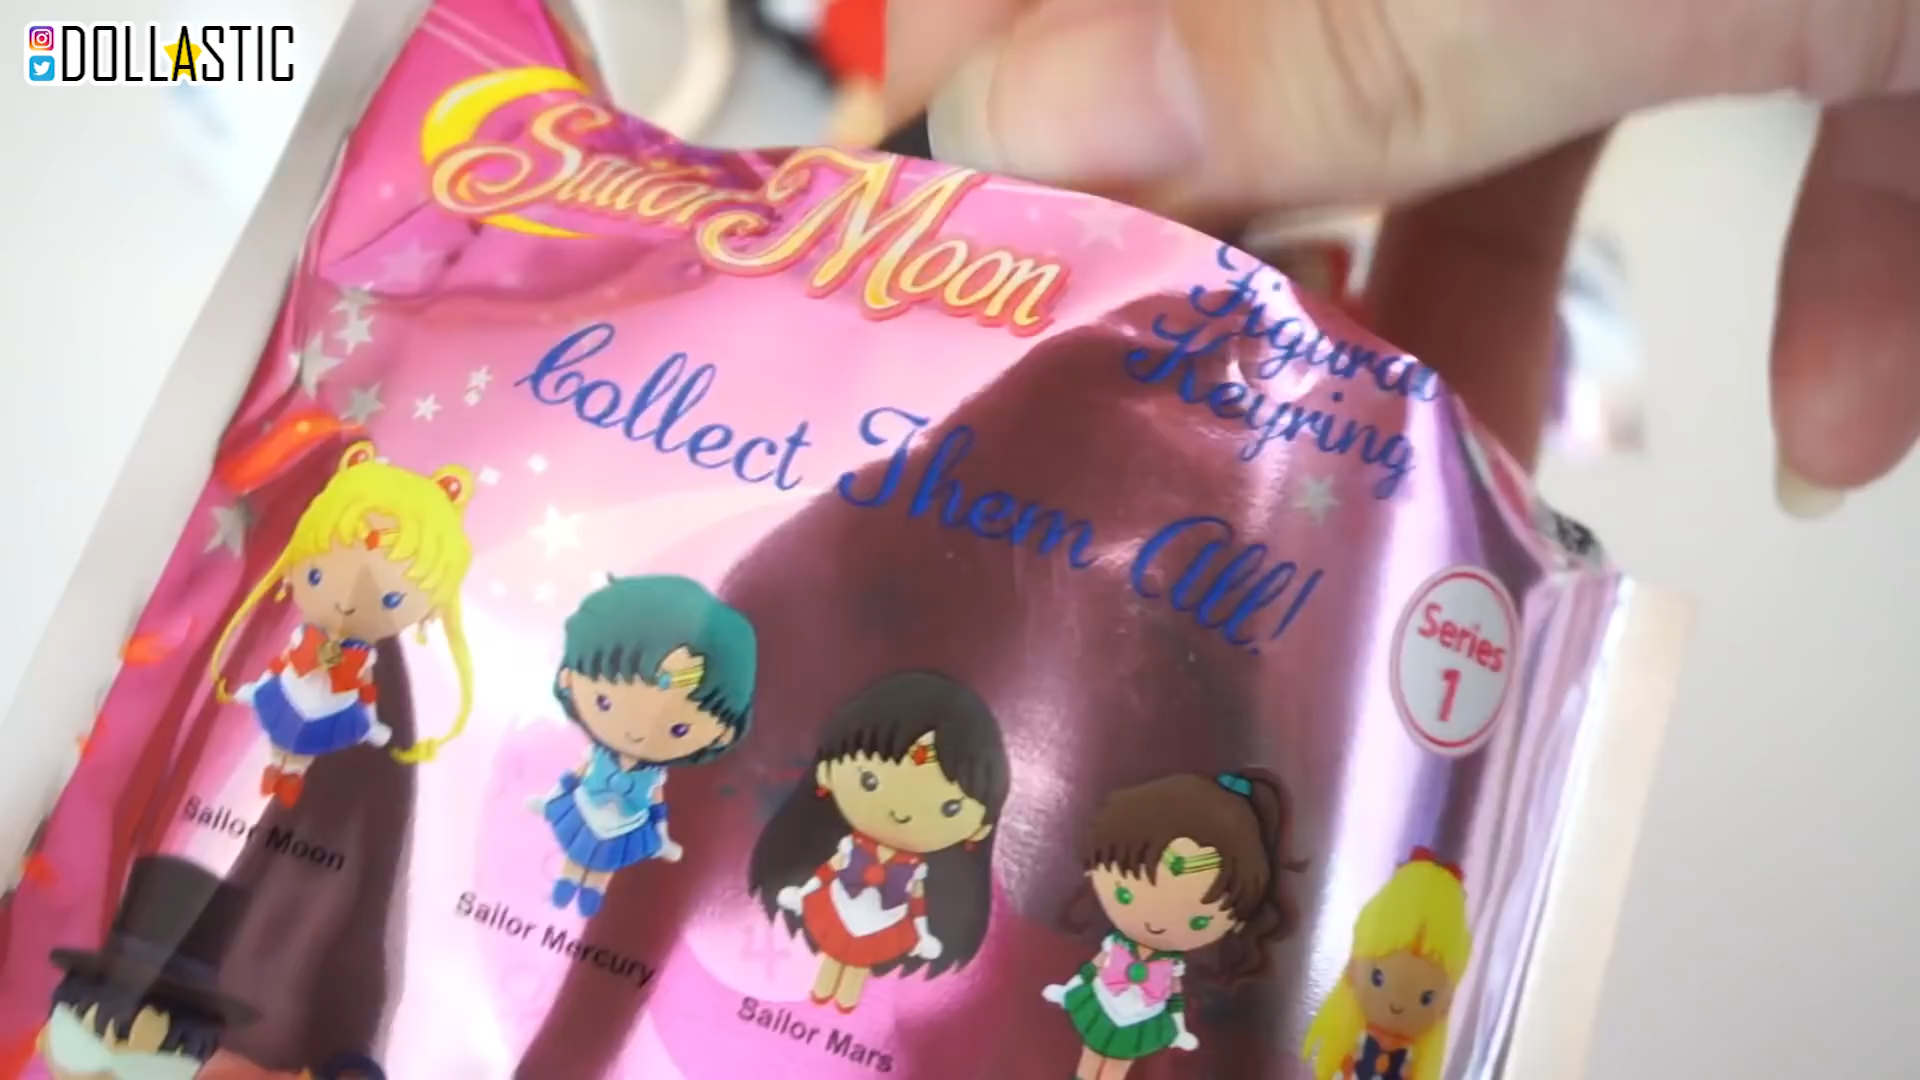 DOLLASTIC
Sailor Moon
Figural
Keyring
Collect Them All!
Series
1
Sailor Moon
Sailor Mercury
Sailor Mars